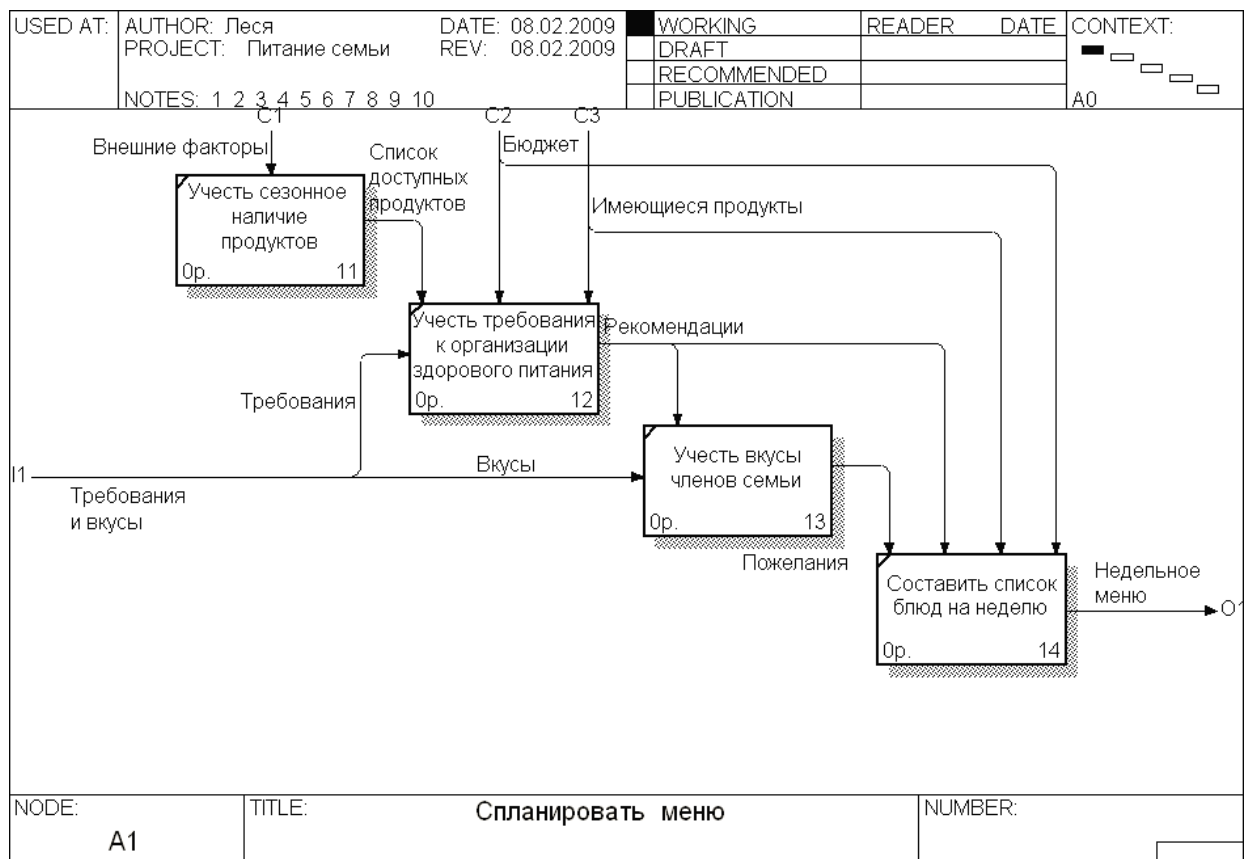 USED AT:
AUTHOR: Леся
DATE: 08.02.2009
PROJECT: Питание семьи
REV: 08.02.2009
NOTES: 1 2 3 4 5 6 7 8 9 10
WORKING
DRAFT
RECOMMENDED
PUBLICATION
READER DATE
CONTEXT:
A0
C1
C2
C3
Внешние факторы
Бюджет
Список
доступных
продуктов
Учесть сезонное
наличие
продуктов
0р. 11
Имеющиеся продукты
Учесть требования
к организации
здорового питания
0р. 12
Рекомендации
Требования
Вкусы
I1
Требования
и вкусы
Учесть вкусы
членов семьи
0р. 13
Пожелания
Составить список
блюд на неделю
0р. 14
Недельное
меню
O1
NODE:
A1
TITLE:
Спланировать меню
NUMBER: